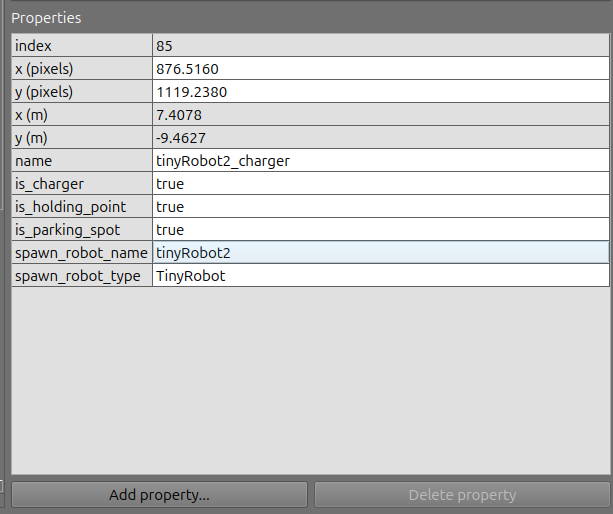 Properties
index 85
x (pixels) 876.5160
y (pixels) 1119.2380
x (m) 7.4078
y (m) -9.4627
name tinyRobot2_charger
is_charger true
is_holding_point true
is_parking_spot true
spawn_robot_name tinyRobot2
spawn_robot_type TinyRobot
Add property... Delete property